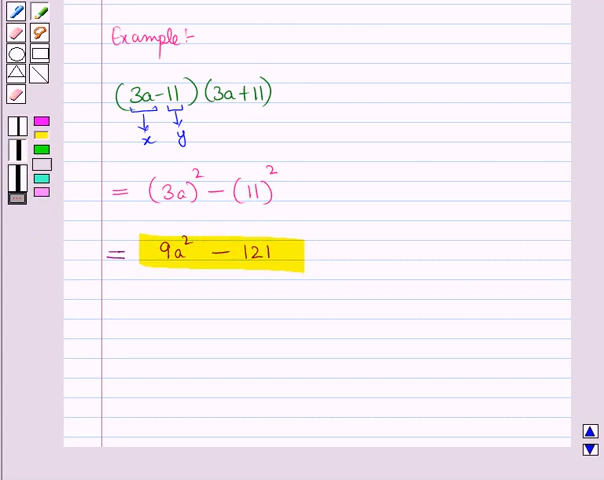 Example:-
(3a-11)(3a+11)
x y
= (3a)² - (11)²
= 9a² - 121